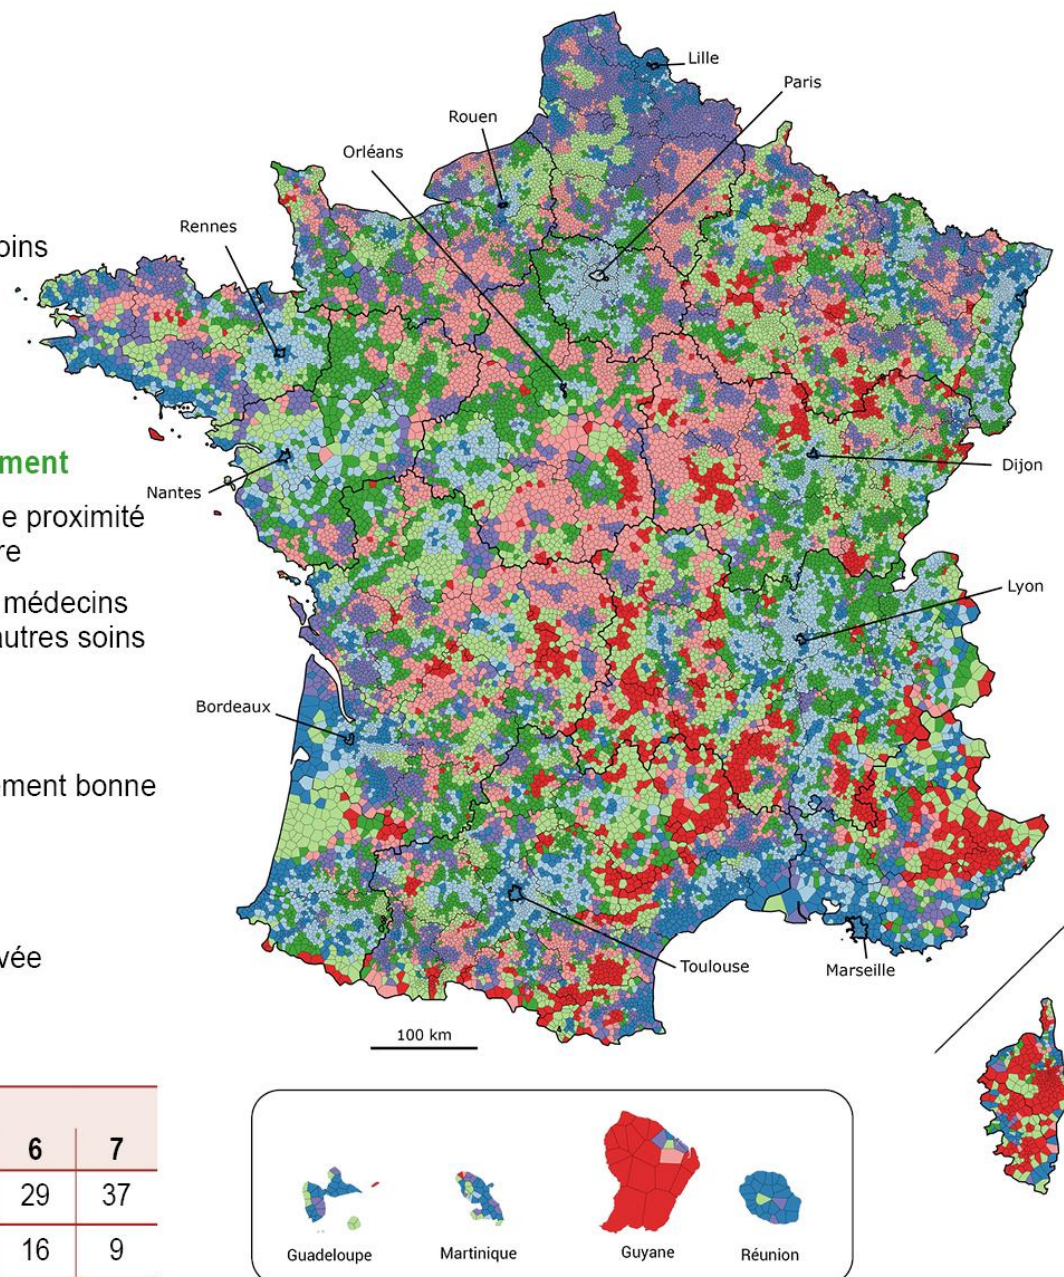 Lille
Paris
Rouen
Orléans
Rennes
oins
ment
Dijon
Nantes
e proximité
re
Lyon
médecins
autres soins
Bordeaux
ement bonne
vée
Toulouse
Marseille
100 km
6 7
29 37
16 9
Guadeloupe
Martinique
Guyane
Réunion